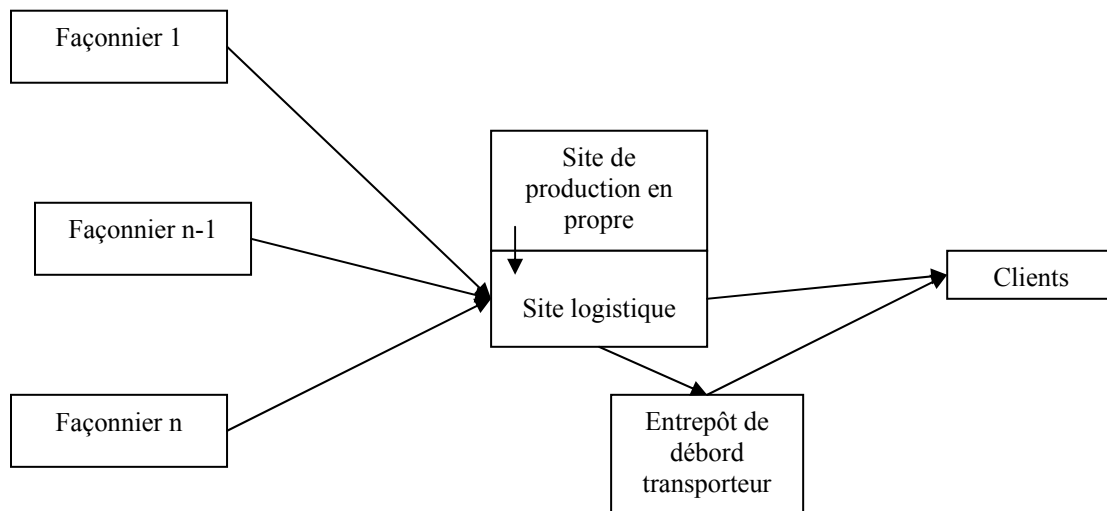 Façonnier 1
Site de
production en
propre
Façonnier n-1
Site logistique
Clients
Façonnier n
Entrepôt de
débord
transporteur